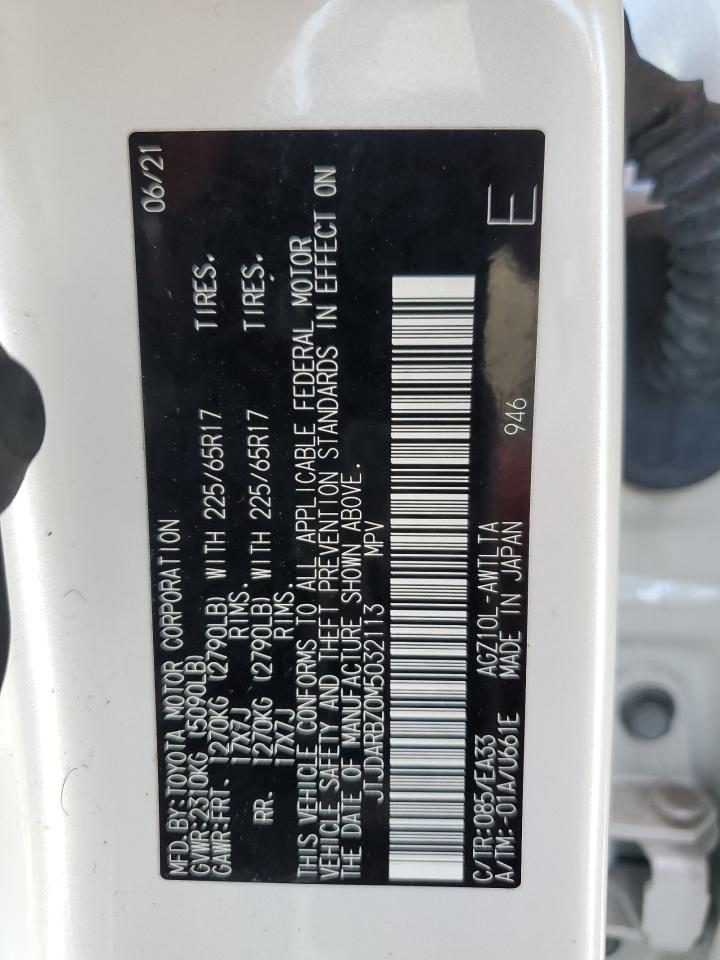 06/21
MFD.BY:TOYOTA MOTOR CORPORATION
GVWR:2310KG (5090LB)
GAWR:FRT- 1270KG (2790LB) WITH 225/65R17 TIRES,
17X7J RIMS.
RR. 1270KG (2790LB) WITH 225/65R17 TIRES,
17X7J RIMS.
THIS VEHICLE CONFORMS TO ALL APPLICABLE FEDERAL MOTOR
VEHICLE SAFETY AND THEFT PREVENTION STANDARDS IN EFFECT ON
THE DATE OF MANUFACTURE SHOWN ABOVE.
JTJDARBZ0M5032113 MPV
C/TR:085/EA33 AGZ10L-AWTLTA
A/TM:-01A/U661E MADE IN JAPAN 946 E